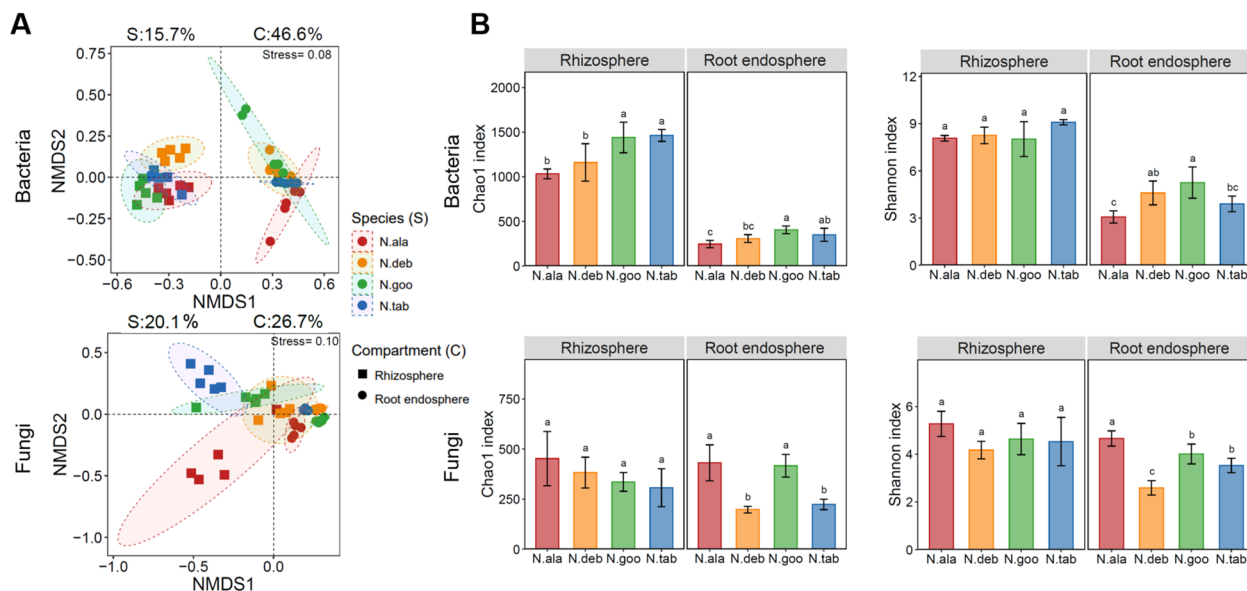 A
S:15.7%
C:46.6%
Stress= 0.08
Bacteria
NMDS2
0.75
0.50
0.25
0.00
−0.25
−0.50
−0.6
−0.3
0.0
0.3
0.6
NMDS1
S:20.1%
C:26.7%
Stress= 0.10
Fungi
NMDS2
0.5
0.0
−0.5
−1.0
−1.0
−0.5
0.0
NMDS1
Species (S)
N.ala
N.deb
N.goo
N.tab
Compartment (C)
Rhizosphere
Root endosphere
B
Bacteria
Chao1 index
Rhizosphere
Root endosphere
2000
1500
1000
500
0
b
b
a
a
c
bc
a
ab
N.ala
N.deb
N.goo
N.tab
N.ala
N.deb
N.goo
N.tab
Shannon index
Rhizosphere
Root endosphere
12
9
6
3
0
a
a
a
a
c
ab
a
bc
N.ala
N.deb
N.goo
N.tab
N.ala
N.deb
N.goo
N.tab
Fungi
Chao1 index
Rhizosphere
Root endosphere
750
500
250
0
a
a
a
a
a
b
a
b
N.ala
N.deb
N.goo
N.tab
N.ala
N.deb
N.goo
N.tab
Shannon index
Rhizosphere
Root endosphere
6
4
2
0
a
a
a
a
a
c
b
b
N.ala
N.deb
N.goo
N.tab
N.ala
N.deb
N.goo
N.tab